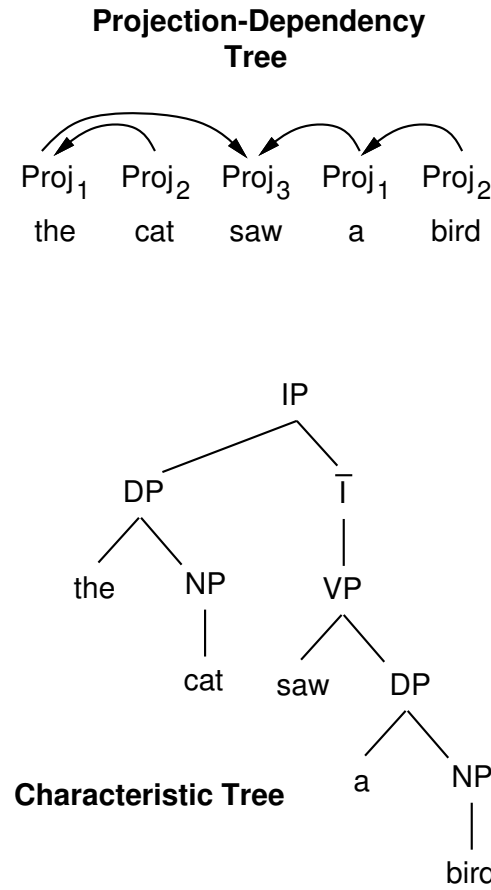 Projection-Dependency
Tree
Proj1 Proj2 Proj3 Proj1 Proj2
the cat saw a bird
IP
DP Ī
the NP VP
cat saw DP
Characteristic Tree a NP
bird